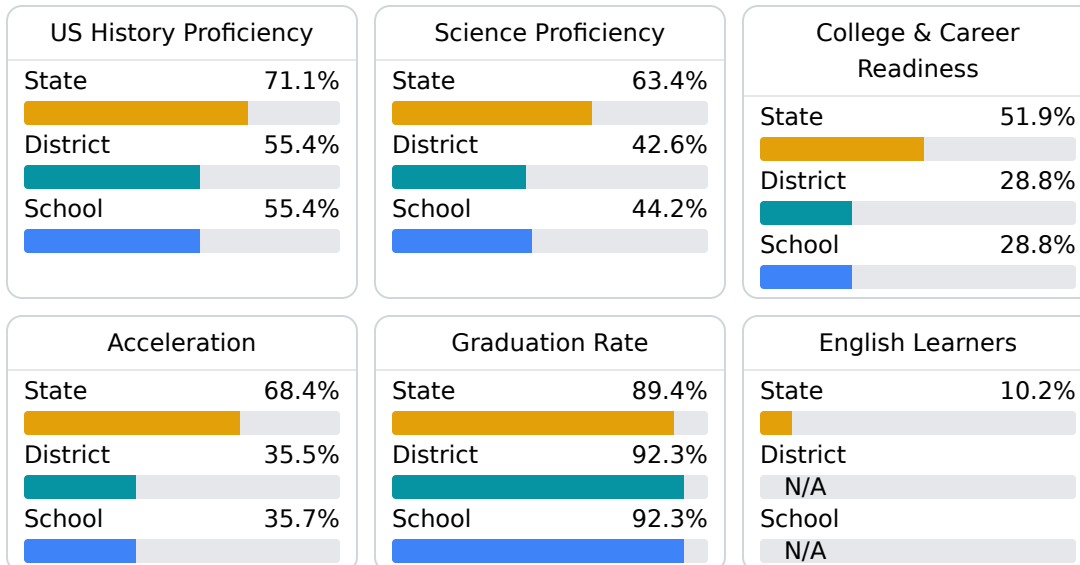 US History Proficiency
State 71.1%
District 55.4%
School 55.4%
Science Proficiency
State 63.4%
District 42.6%
School 44.2%
College & Career
Readiness
State 51.9%
District 28.8%
School 28.8%
Acceleration
State 68.4%
District 35.5%
School 35.7%
Graduation Rate
State 89.4%
District 92.3%
School 92.3%
English Learners
State 10.2%
District
N/A
School
N/A